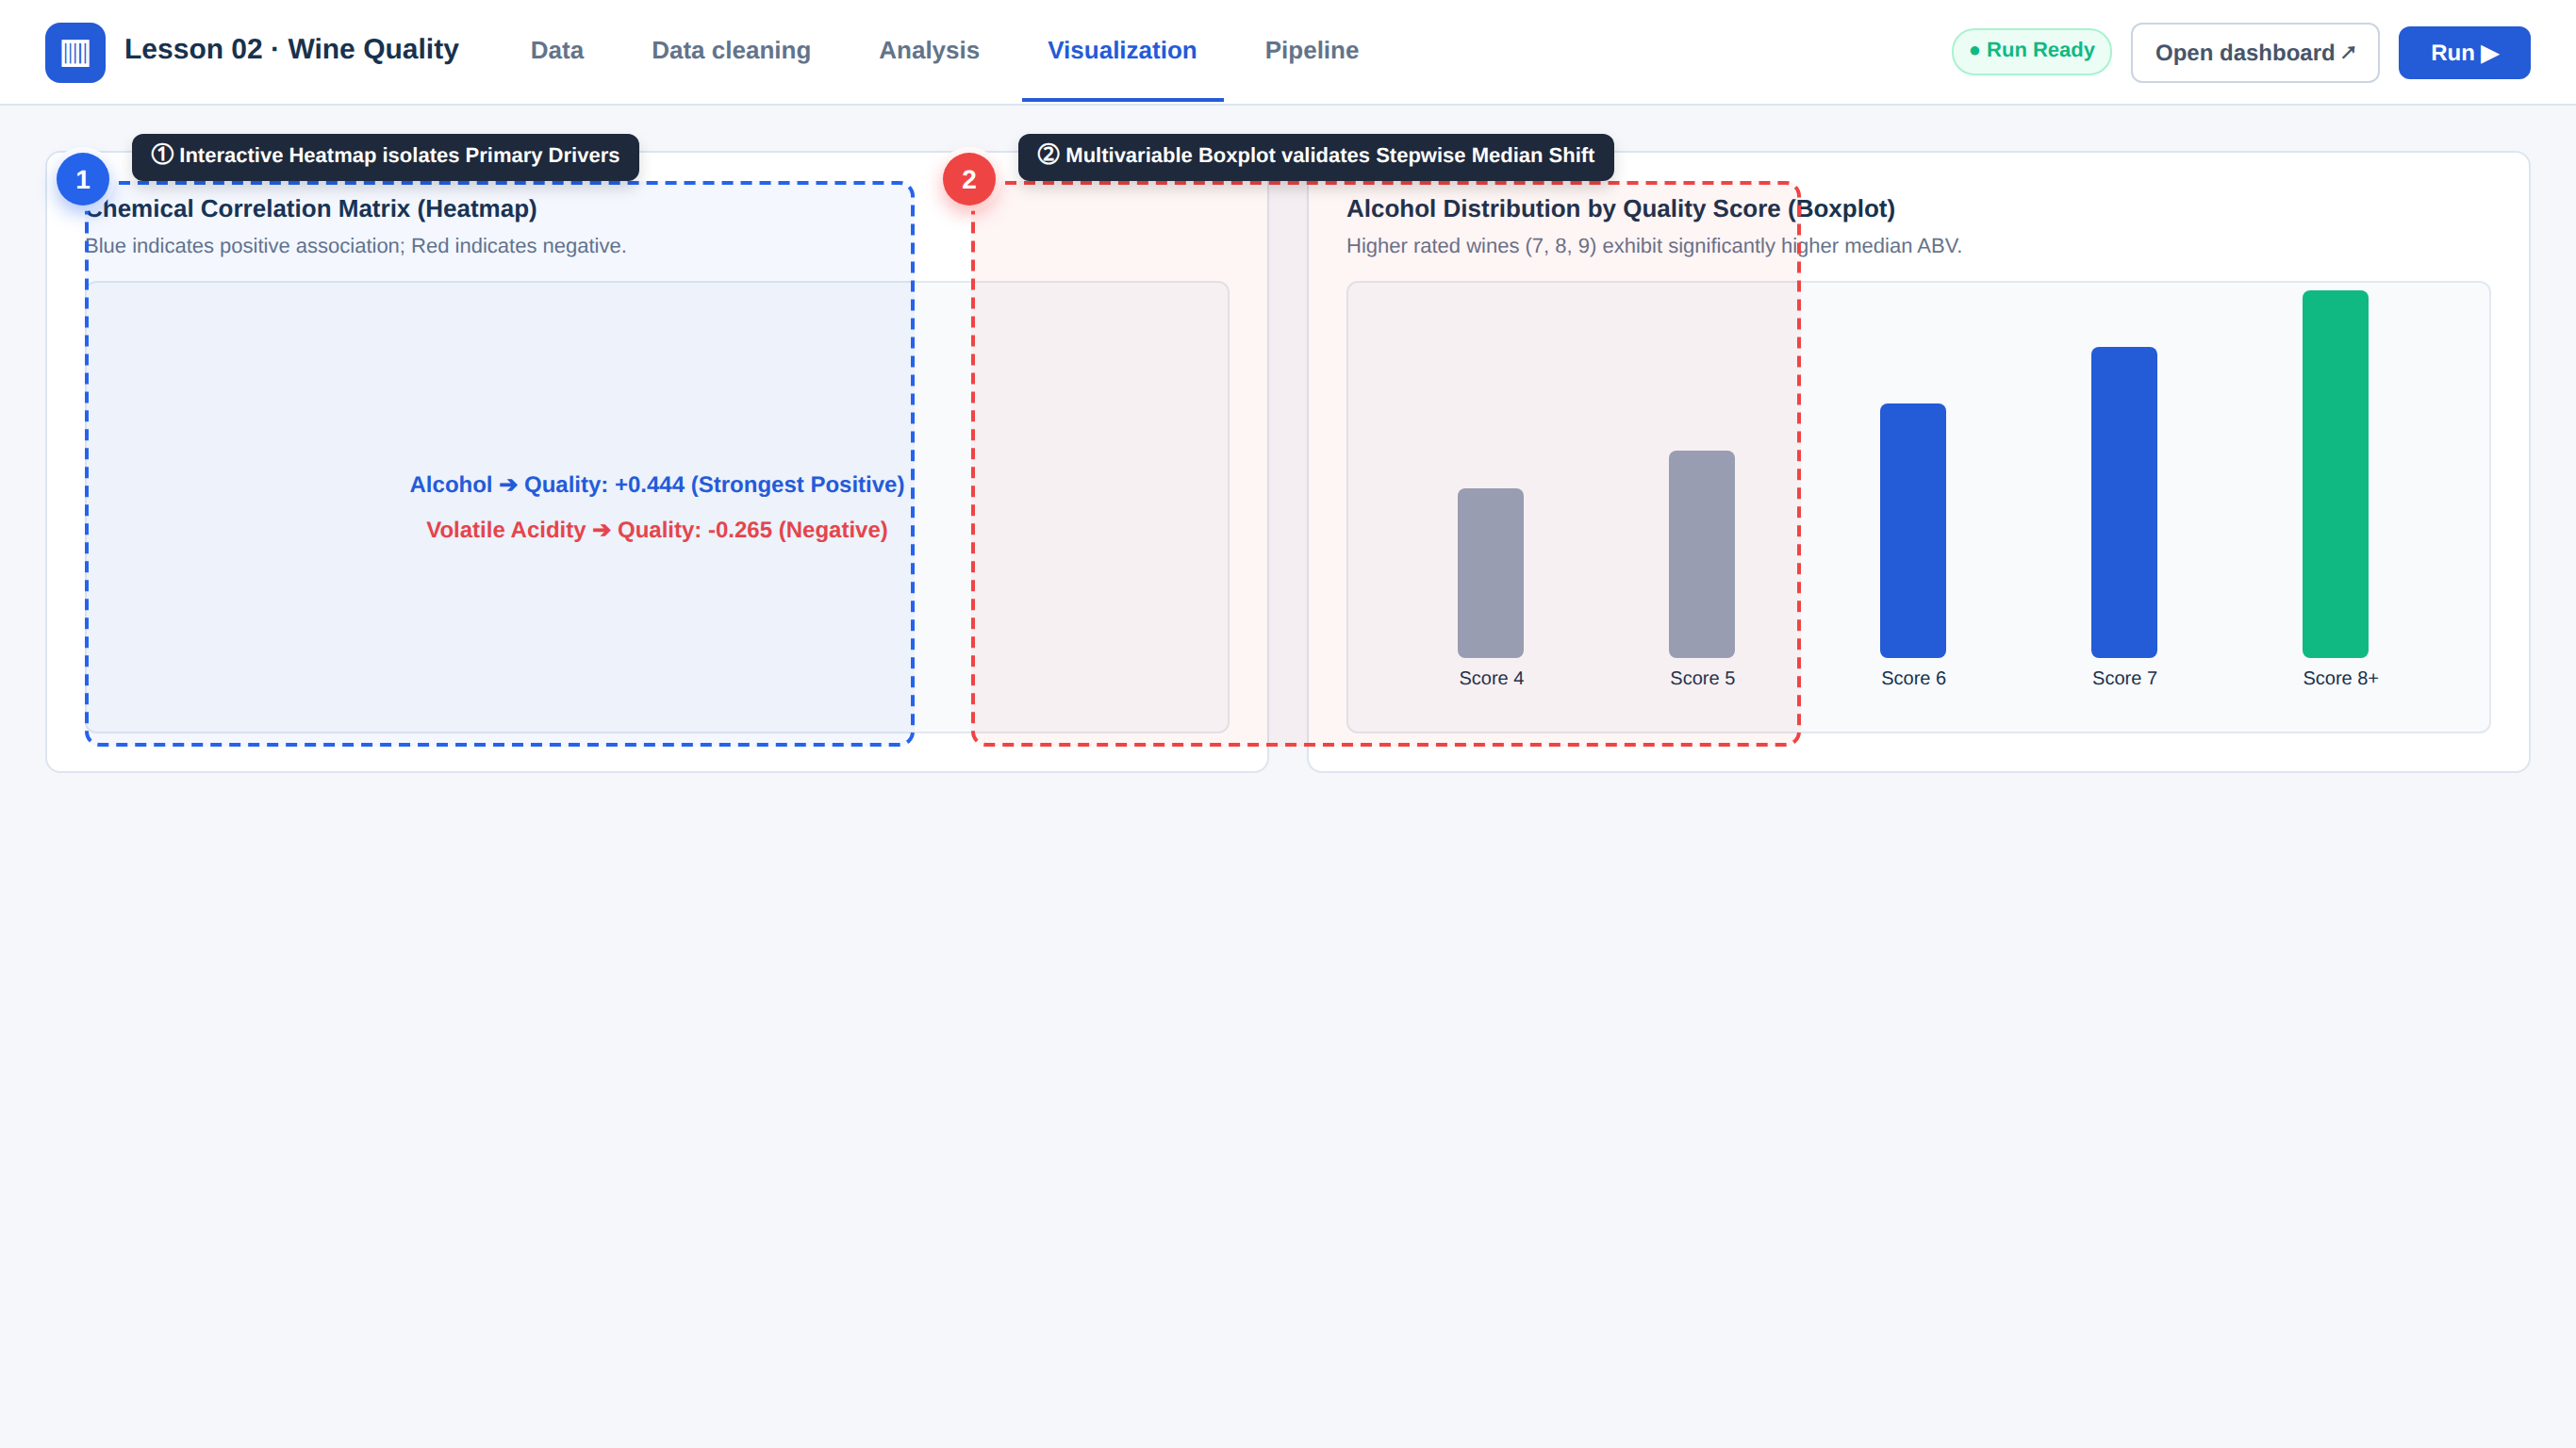 Lesson 02 · Wine Quality
Data
Data cleaning
Analysis
Visualization
Pipeline
● Run Ready
Open dashboard ↗
Run ▶
1
① Interactive Heatmap isolates Primary Drivers
2
② Multivariable Boxplot validates Stepwise Median Shift
Chemical Correlation Matrix (Heatmap)
Blue indicates positive association; Red indicates negative.
Alcohol ➔ Quality: +0.444 (Strongest Positive)
Volatile Acidity ➔ Quality: -0.265 (Negative)
Alcohol Distribution by Quality Score (Boxplot)
Higher rated wines (7, 8, 9) exhibit significantly higher median ABV.
Score 4
Score 5
Score 6
Score 7
Score 8+